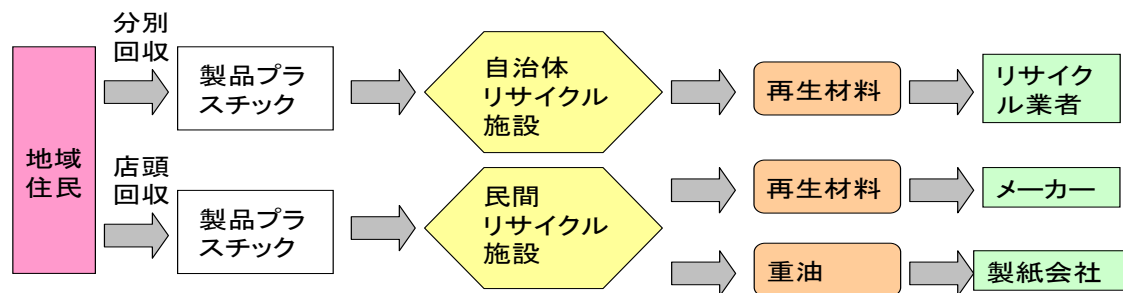 地域
住民
分別
回収
製品プラ
スチック
自治体
リサイクル
施設
再生材料
リサイク
ル業者
店頭
回収
製品プラ
スチック
民間
リサイクル
施設
再生材料
メーカー
重油
製紙会社